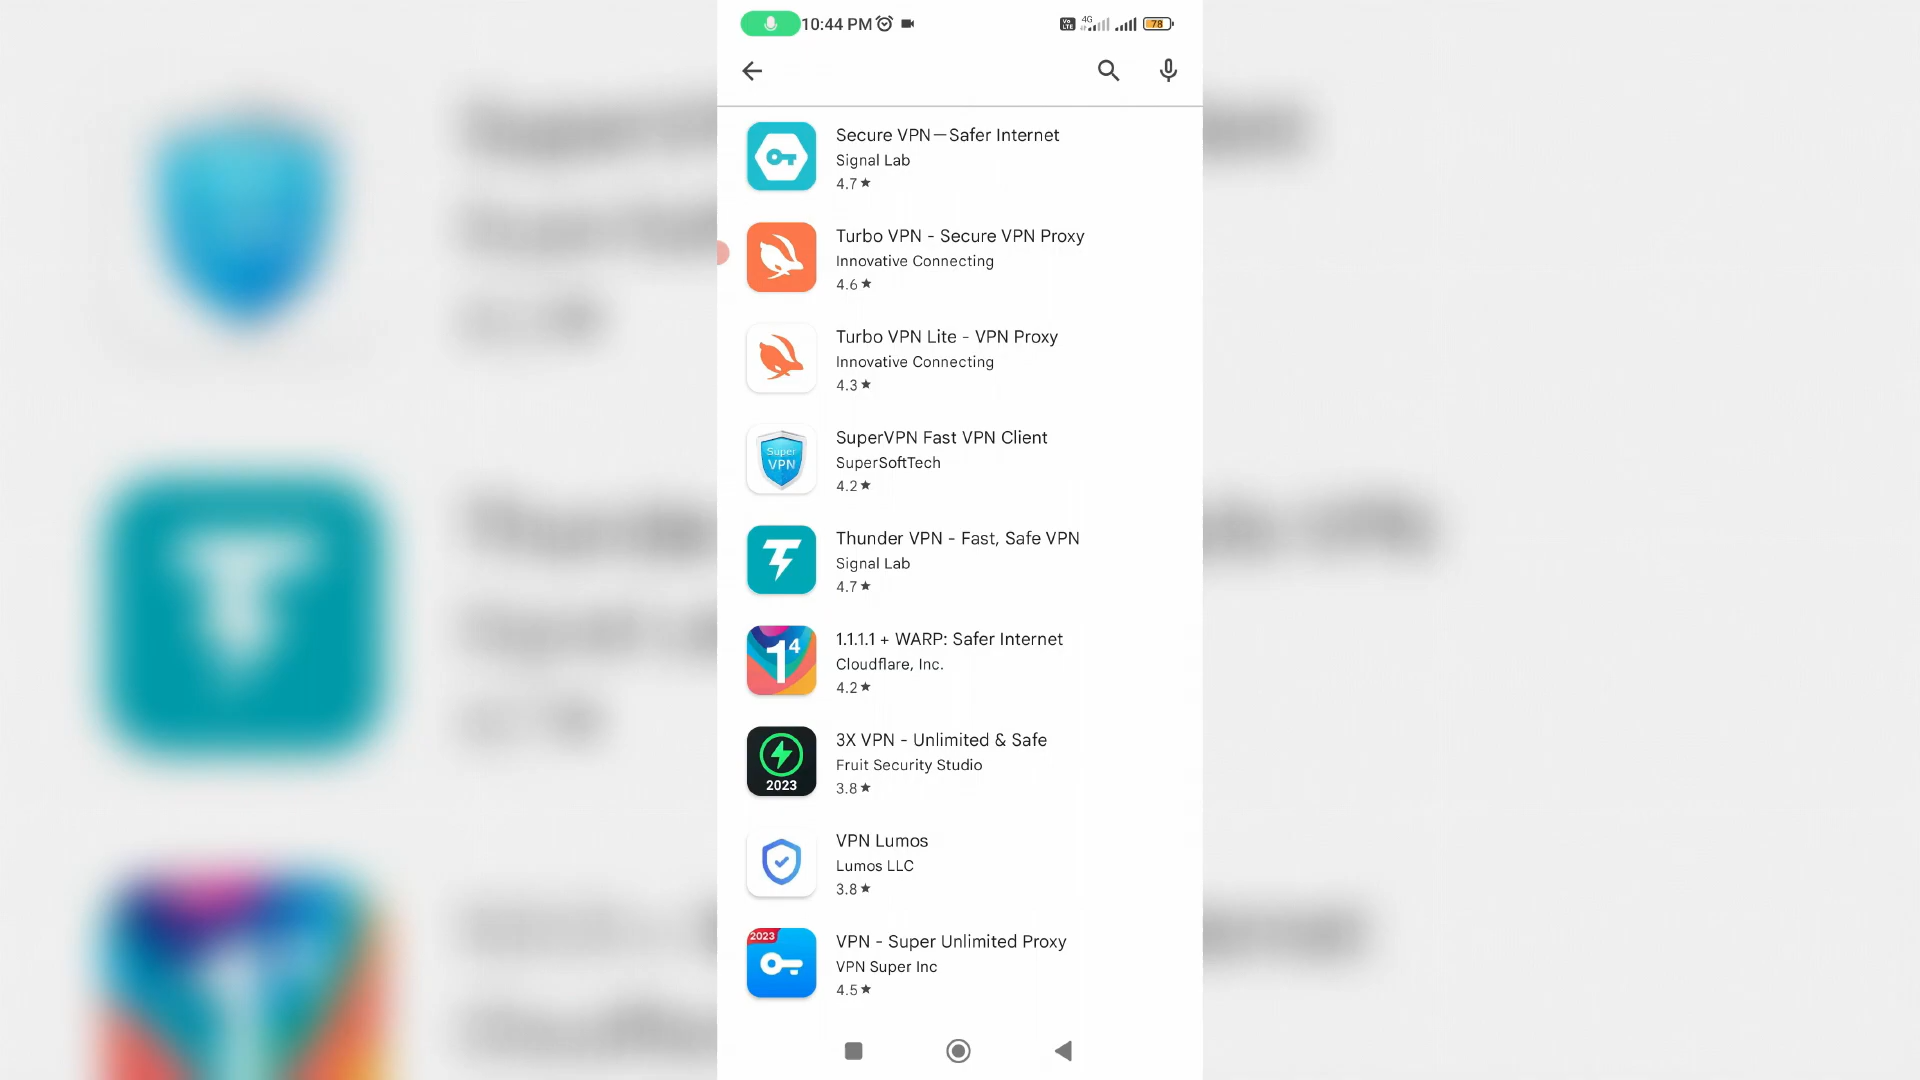 10:44 PM
Vo LTE 4G 78
Secure VPN—Safer Internet
Signal Lab
4.7★
Turbo VPN - Secure VPN Proxy
Innovative Connecting
4.6★
Turbo VPN Lite - VPN Proxy
Innovative Connecting
4.3★
Super VPN
SuperVPN Fast VPN Client
SuperSoftTech
4.2★
Thunder VPN - Fast, Safe VPN
Signal Lab
4.7★
1⁴
1.1.1.1 + WARP: Safer Internet
Cloudflare, Inc.
4.2★
2023
3X VPN - Unlimited & Safe
Fruit Security Studio
3.8★
VPN Lumos
Lumos LLC
3.8★
2023
VPN - Super Unlimited Proxy
VPN Super Inc
4.5★